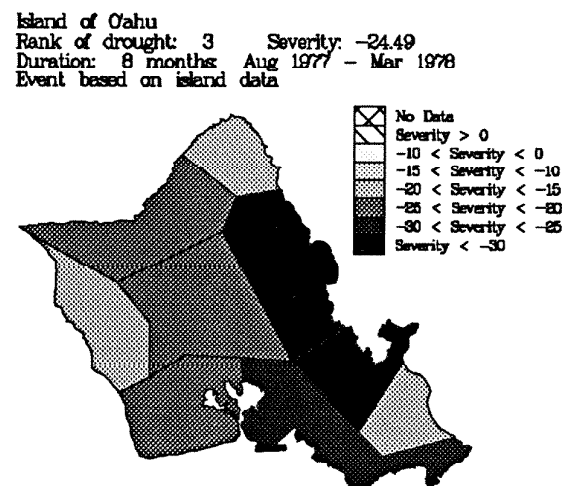 Island of O'ahu
Rank of drought: 3 Severity: -24.49
Duration: 8 months: Aug 1977 - Mar 1978
Event based on island data
No Data
Severity > 0
-10 < Severity < 0
-15 < Severity < -10
-20 < Severity < -15
-25 < Severity < -20
-30 < Severity < -25
Severity < -30